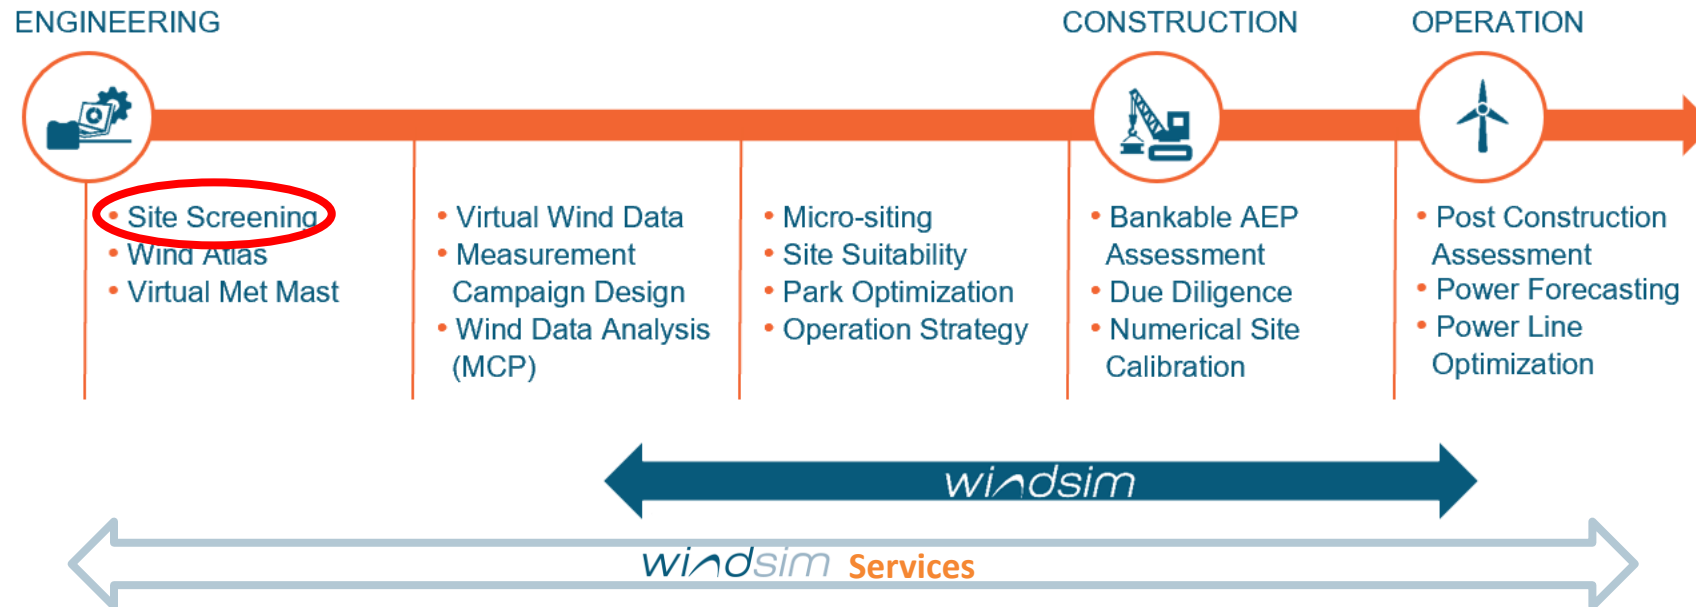 ENGINEERING
CONSTRUCTION
OPERATION
• Site Screening
• Wind Atlas
• Virtual Met Mast
• Virtual Wind Data
• Measurement
Campaign Design
• Wind Data Analysis
(MCP)
• Micro-siting
• Site Suitability
• Park Optimization
• Operation Strategy
• Bankable AEP
Assessment
• Due Diligence
• Numerical Site
Calibration
• Post Construction
Assessment
• Power Forecasting
• Power Line
Optimization
windsim
windsim Services